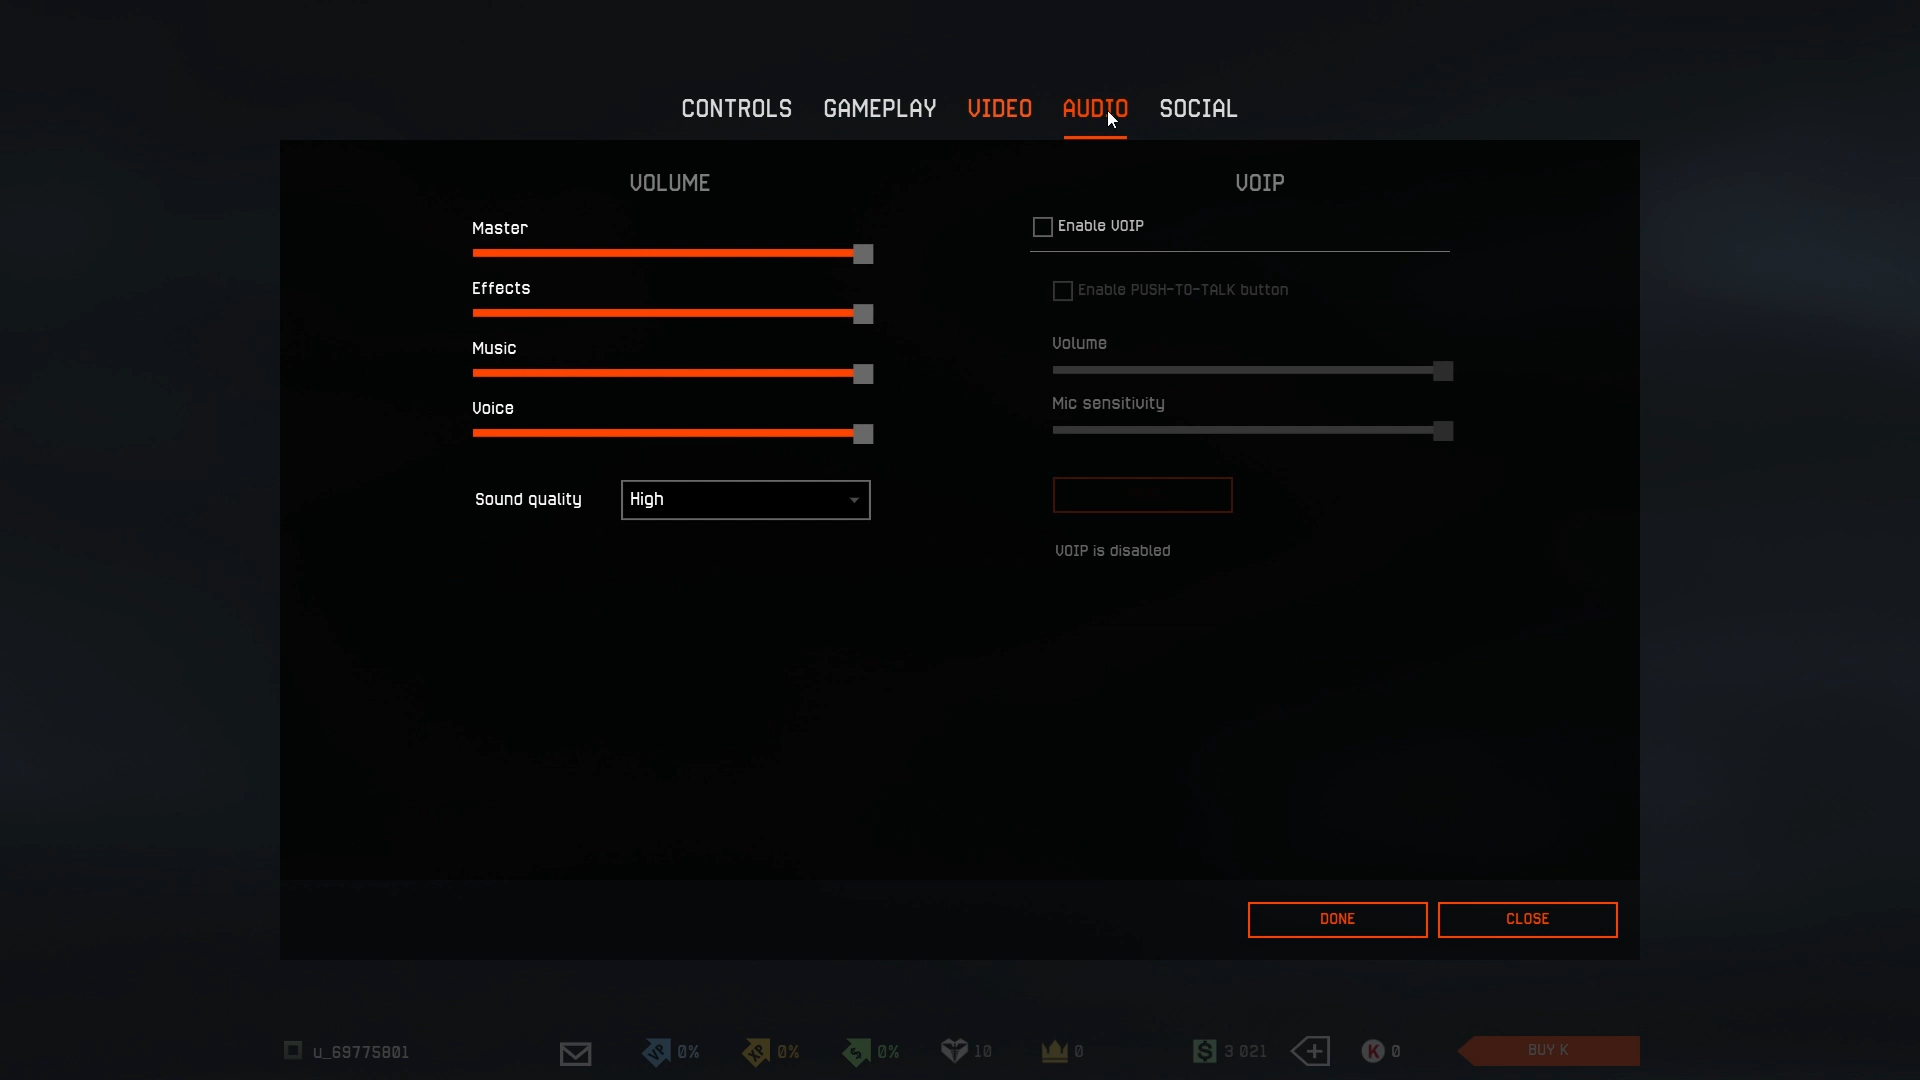 CONTROLS GAMEPLAY VIDEO AUDIO SOCIAL
VOLUME
Master
Effects
Music
Voice
Sound quality High
VOIP
Enable VOIP
Enable PUSH-TO-TALK button
Volume
Mic sensitivity
VOIP is disabled
DONE CLOSE
u_69775801 VP 0% XP 0% $ 0% 10 0 $ 3 021 K 0 BUY K